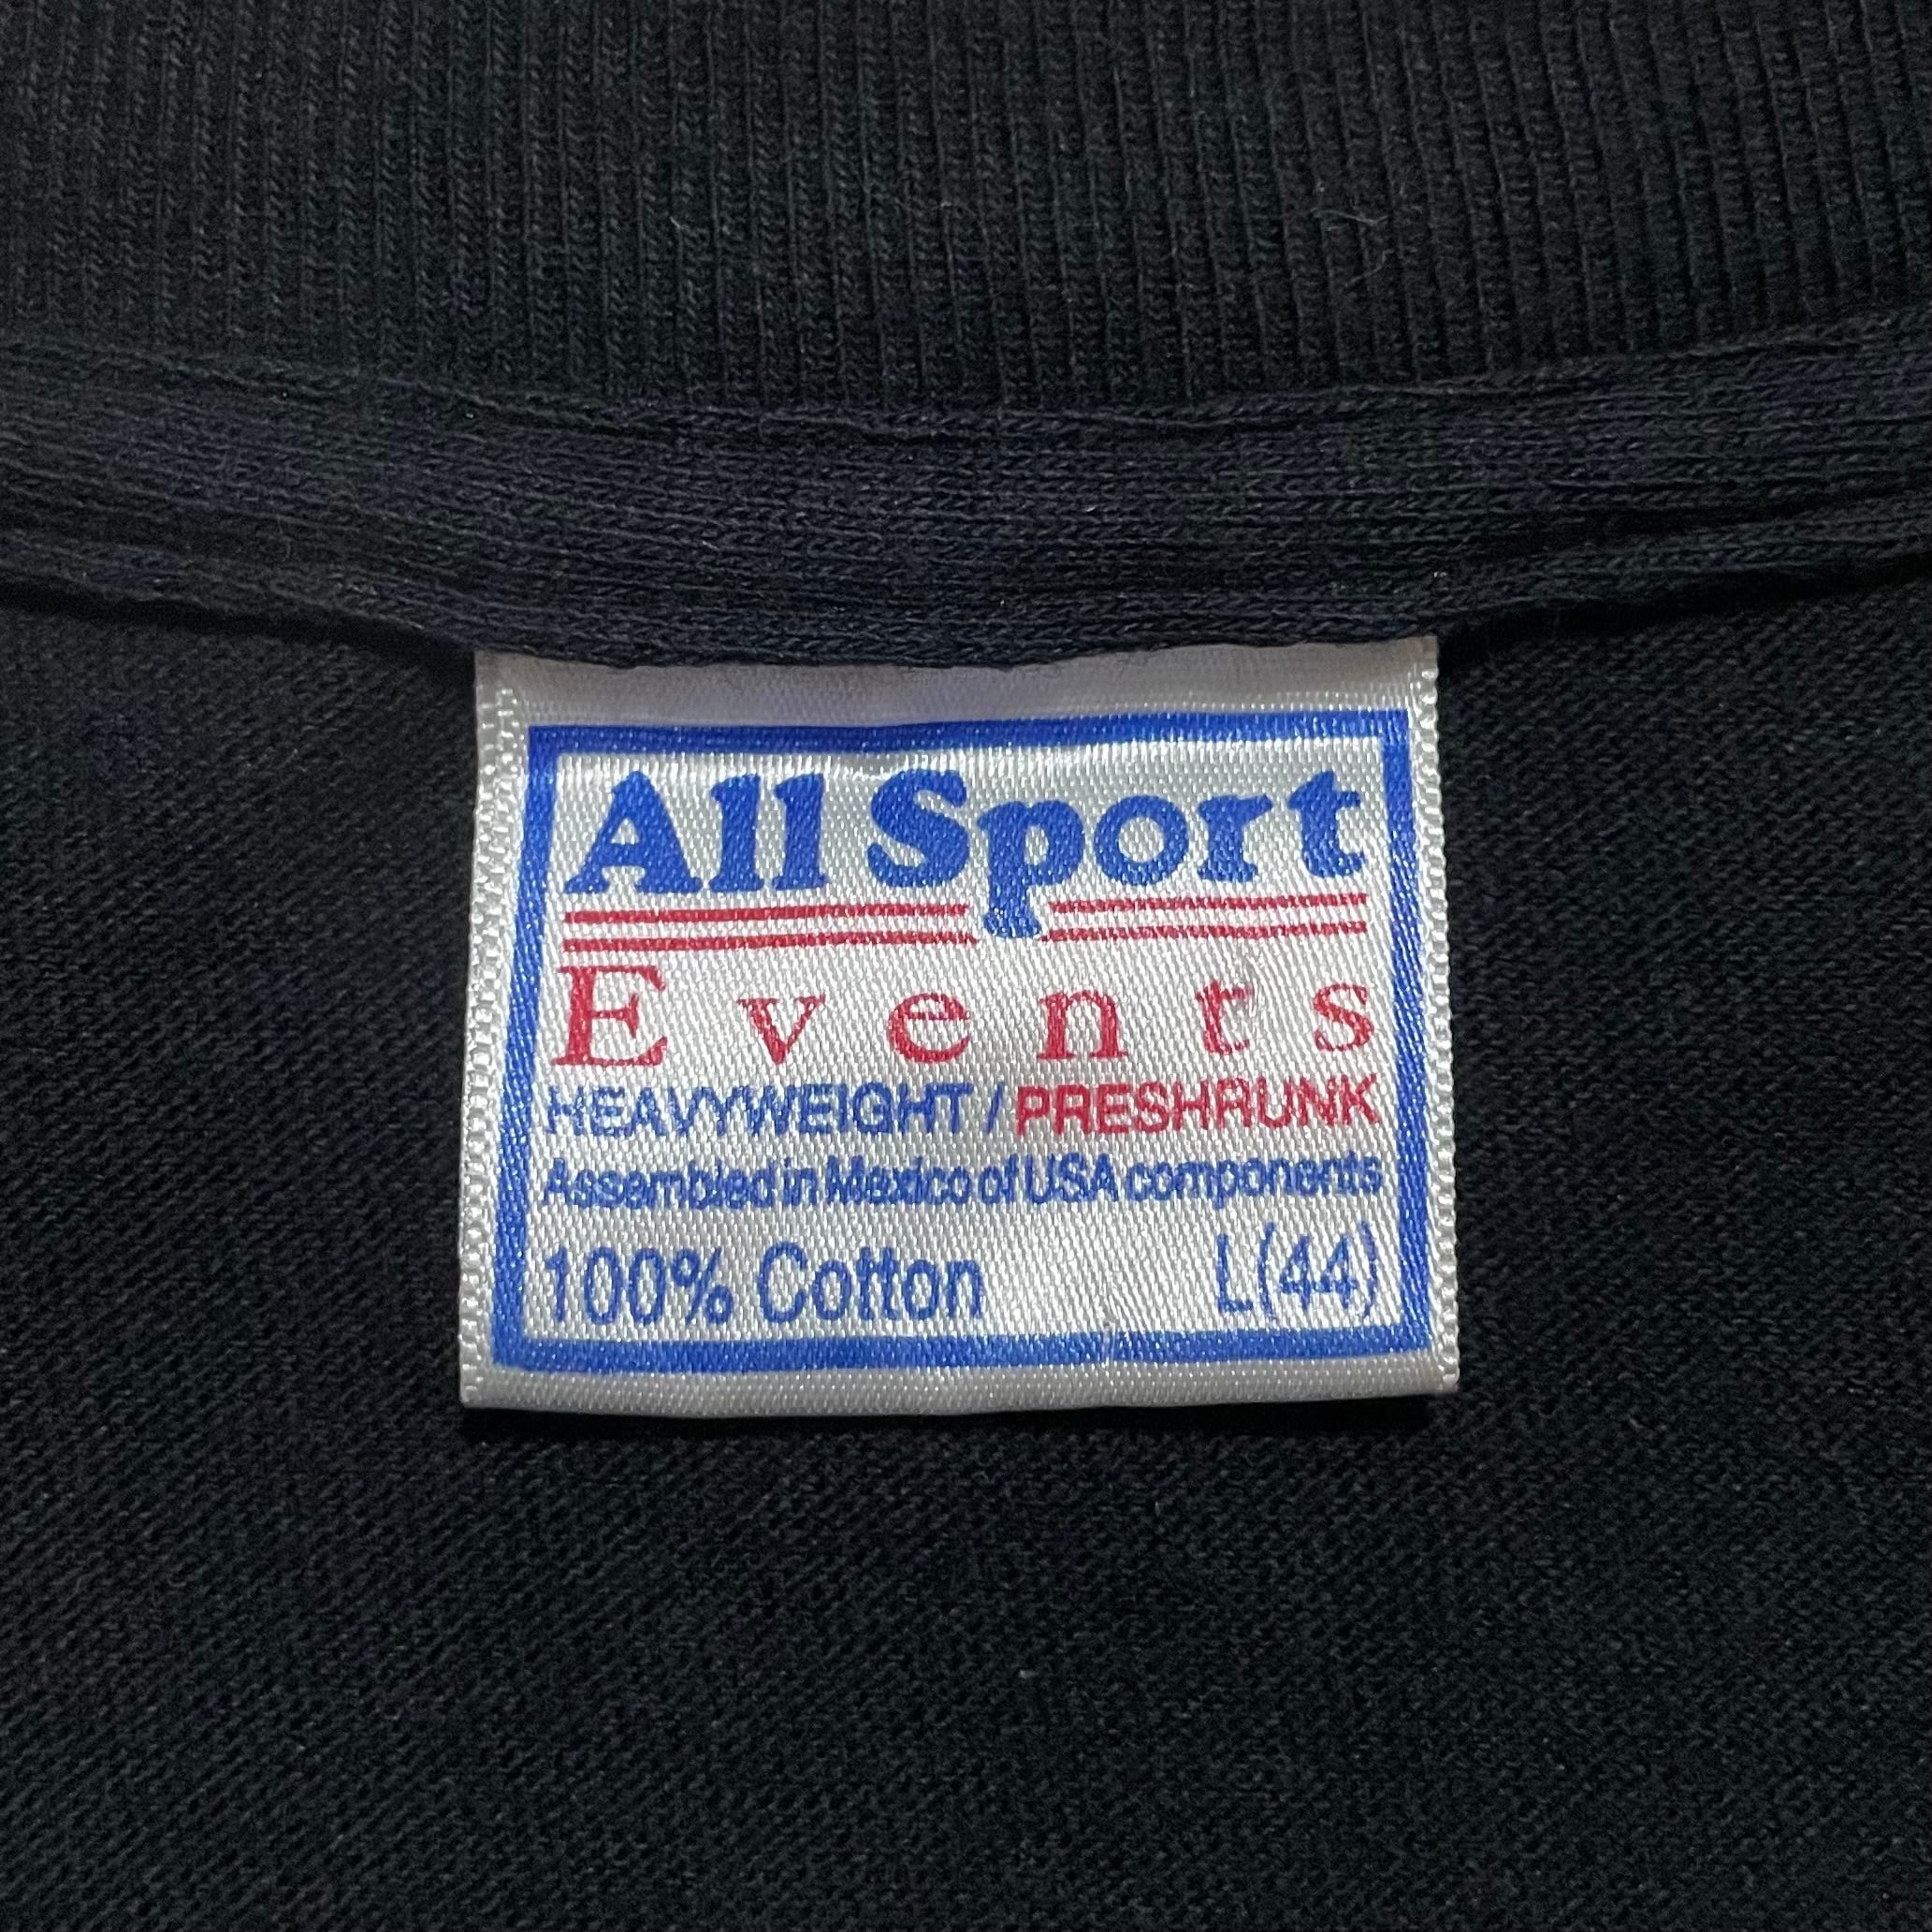 All Sport
Events
HEAVYWEIGHT / PRESHRUNK
Assembled in Mexico of USA components
100% Cotton L(44)